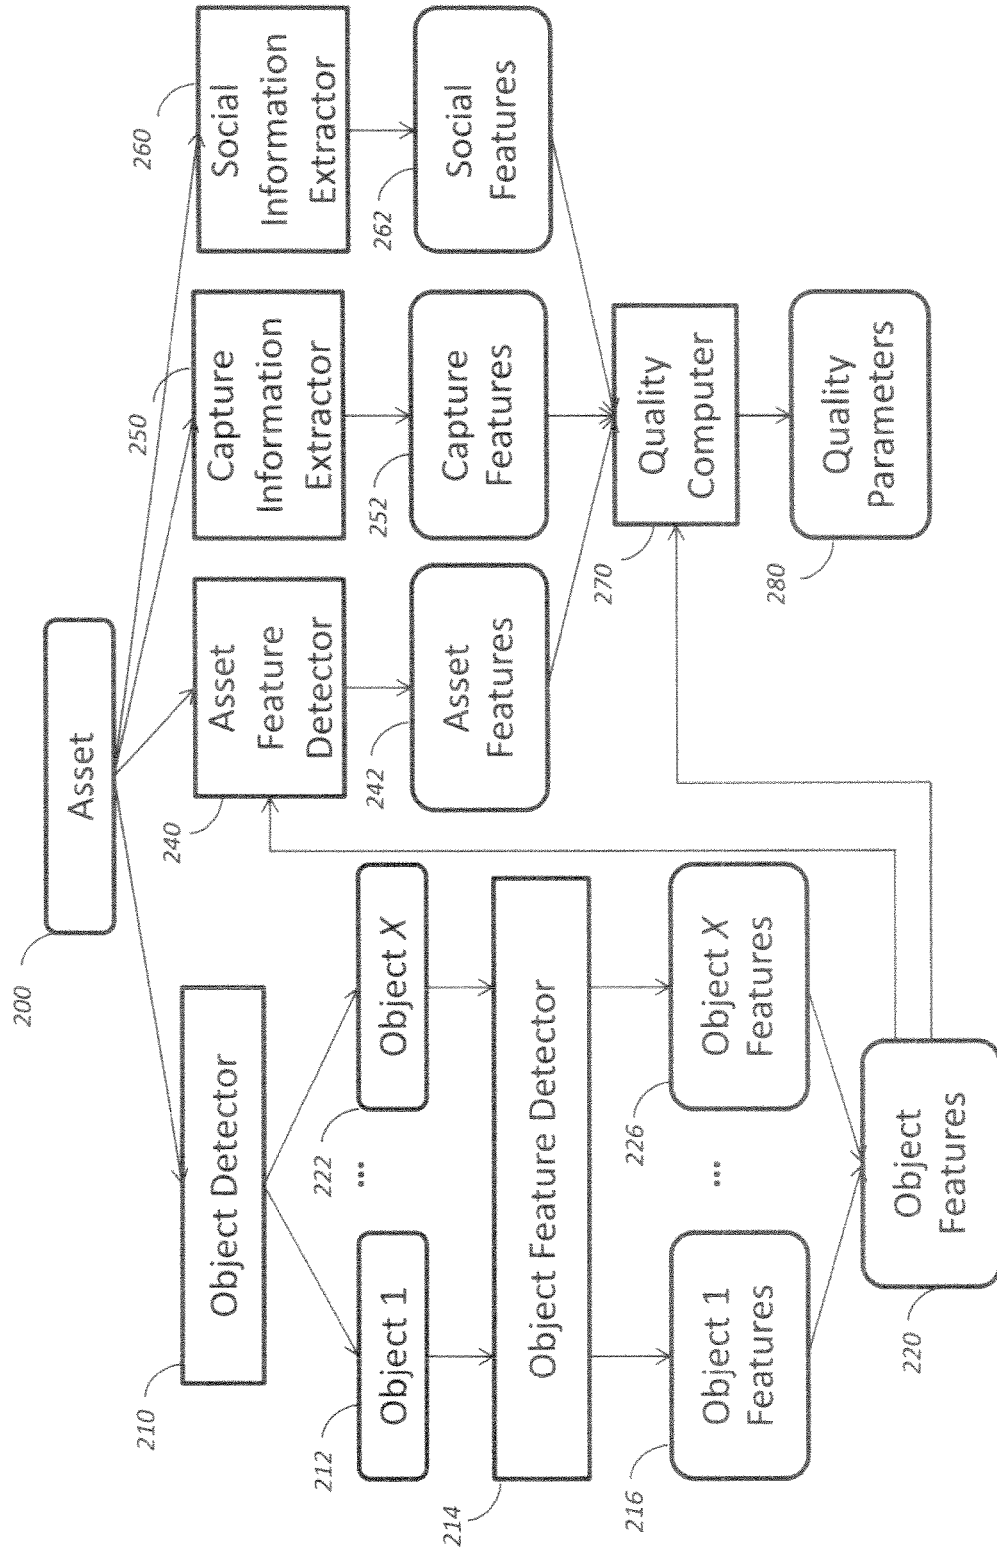 200
Asset
210
Object Detector
240
Asset
Feature
Detector
250
Capture
Information
Extractor
260
Social
Information
Extractor
212
Object 1
...
222
Object X
242
Asset
Features
252
Capture
Features
262
Social
Features
214
Object Feature Detector
270
Quality
Computer
216
Object 1
Features
...
226
Object X
Features
280
Quality
Parameters
220
Object
Features